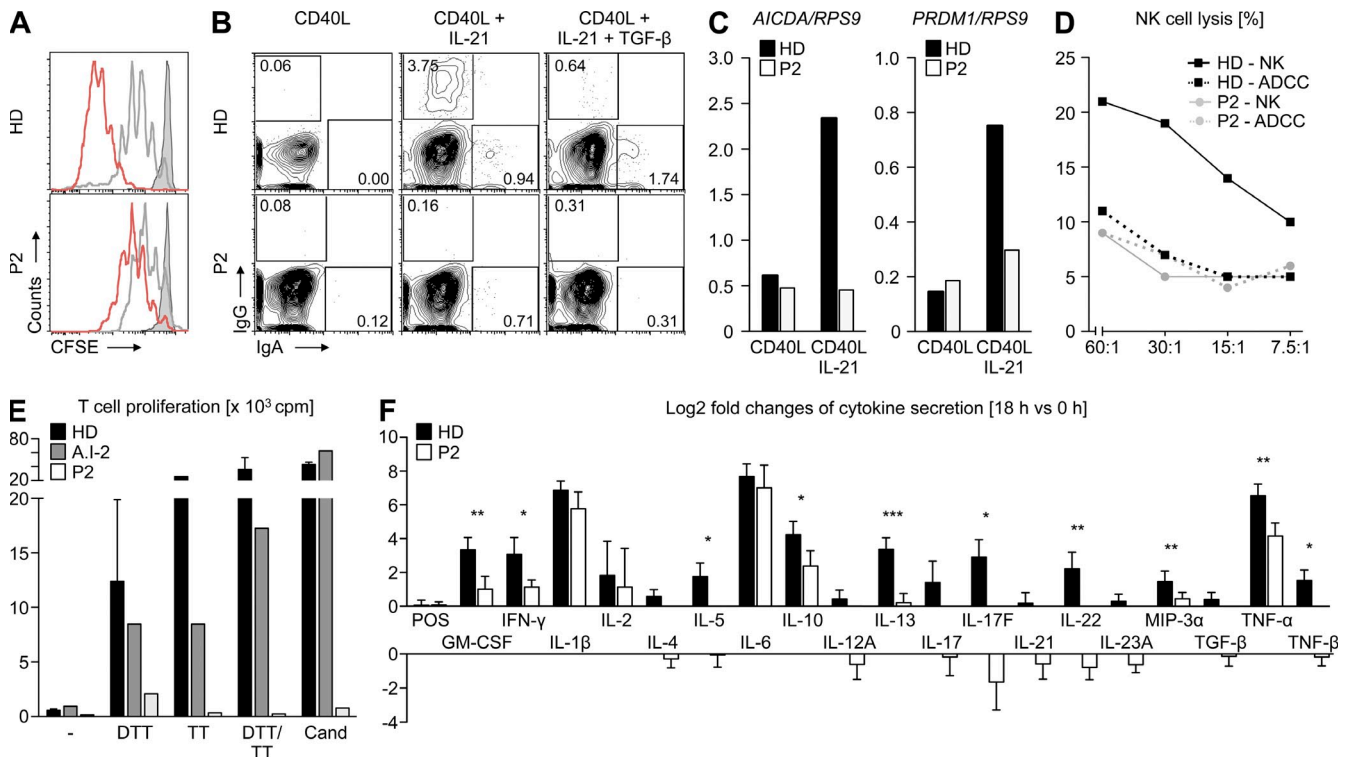 A
HD
P2
Counts
CFSE
B
CD40L
CD40L +
IL-21
CD40L +
IL-21 + TGF-β
HD
0.06
0.00
3.75
0.94
0.64
1.74
P2
0.08
0.12
0.16
0.71
0.31
0.31
IgG
IgA
C
AICDA/RPS9
HD
P2
3.0
2.5
2.0
1.5
1.0
0.5
0
CD40L
CD40L
IL-21
PRDM1/RPS9
HD
P2
1.0
0.8
0.6
0.4
0.2
0
CD40L
CD40L
IL-21
D
NK cell lysis [%]
HD - NK
HD - ADCC
P2 - NK
P2 - ADCC
25
20
15
10
5
0
60:1
30:1
15:1
7.5:1
E
T cell proliferation [x 10³ cpm]
HD
A.I-2
P2
80
20
20
15
10
5
0
-
DTT
TT
DTT/
TT
Cand
F
Log2 fold changes of cytokine secretion [18 h vs 0 h]
HD
P2
10
8
6
4
2
0
**
*
*
*
***
*
**
**
**
*
POS
IFN-γ
IL-2
IL-5
IL-10
IL-13
IL-17F
IL-22
MIP-3α
TNF-α
GM-CSF
IL-1β
IL-4
IL-6
IL-12A
IL-17
IL-21
IL-23A
TGF-β
TNF-β
0
-2
-4